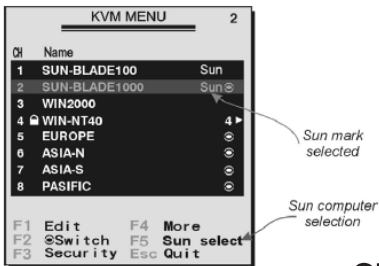 KVM MENU 2
CH Name
1 SUN-BLADE100 Sun
2 SUN-BLADE1000 Sun
3 WIN2000
4 WIN-NT40 4
5 EUROPE
6 ASIA-N
7 ASIA-S
8 PASIFIC
Sun mark
selected
Sun computer
selection
F1 Edit F4 More
F2 Switch F5 Sun select
F3 Security Esc Quit